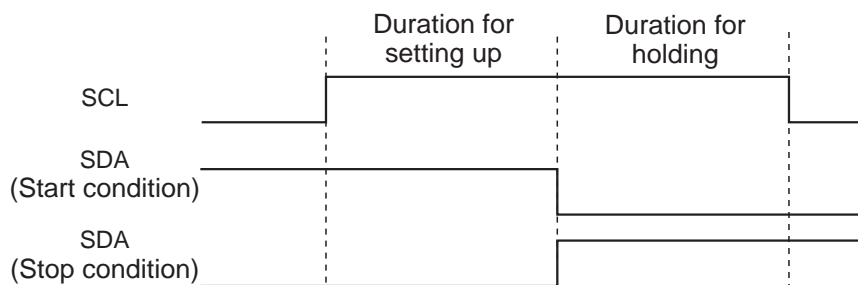 Duration for
setting up
Duration for
holding
SCL
SDA
(Start condition)
SDA
(Stop condition)